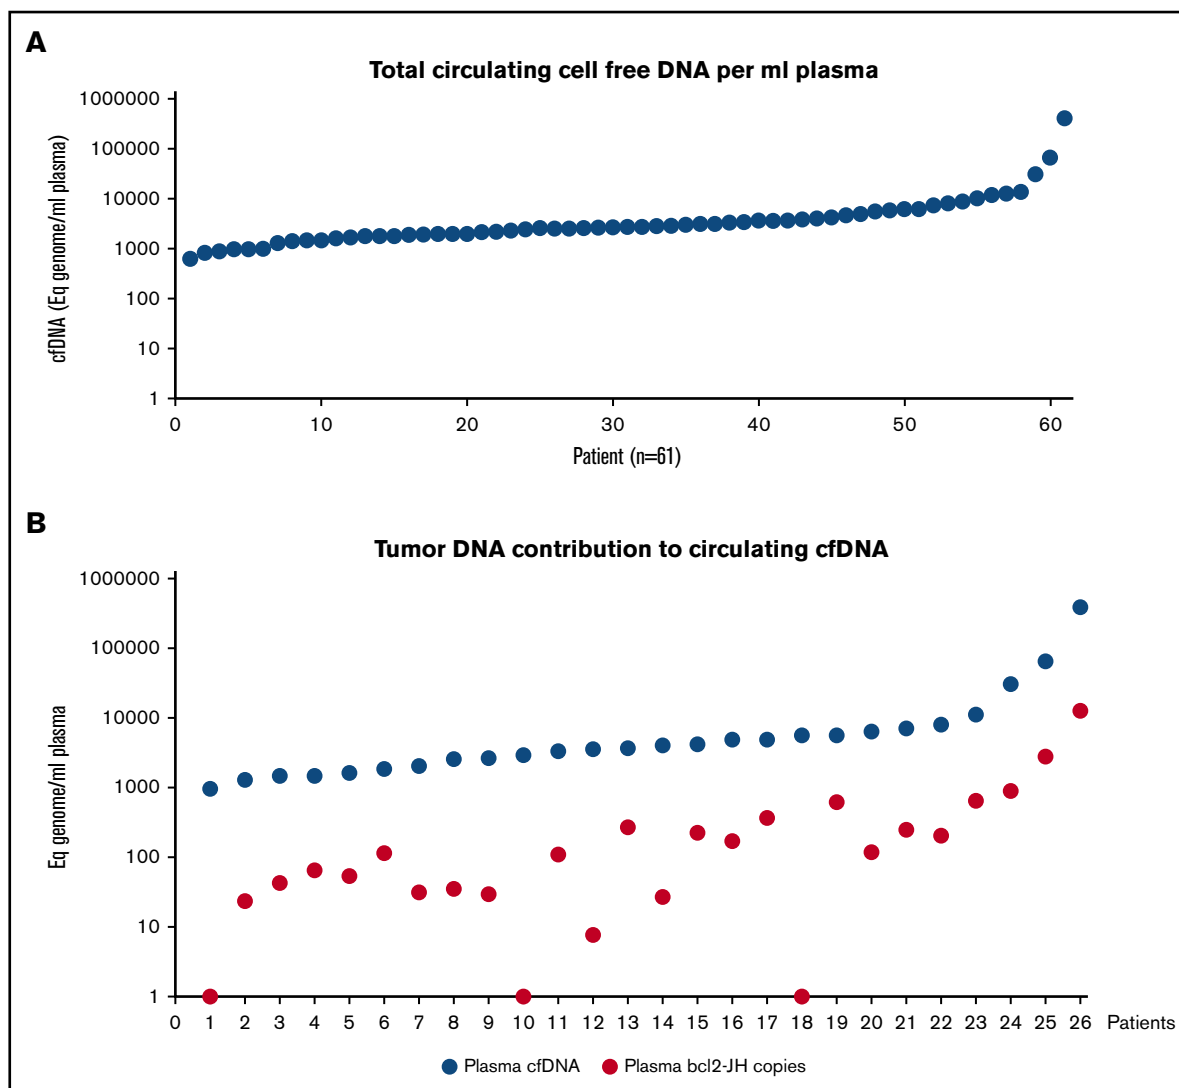 A
Total circulating cell free DNA per ml plasma
cfDNA (Eq genome/ml plasma)
1000000
100000
10000
1000
100
10
1
0 10 20 30 40 50 60
Patient (n=61)
B
Tumor DNA contribution to circulating cfDNA
Eq genome/ml plasma
1000000
100000
10000
1000
100
10
1
0 1 2 3 4 5 6 7 8 9 10 11 12 13 14 15 16 17 18 19 20 21 22 23 24 25 26 Patients
Plasma cfDNA Plasma bcl2-JH copies